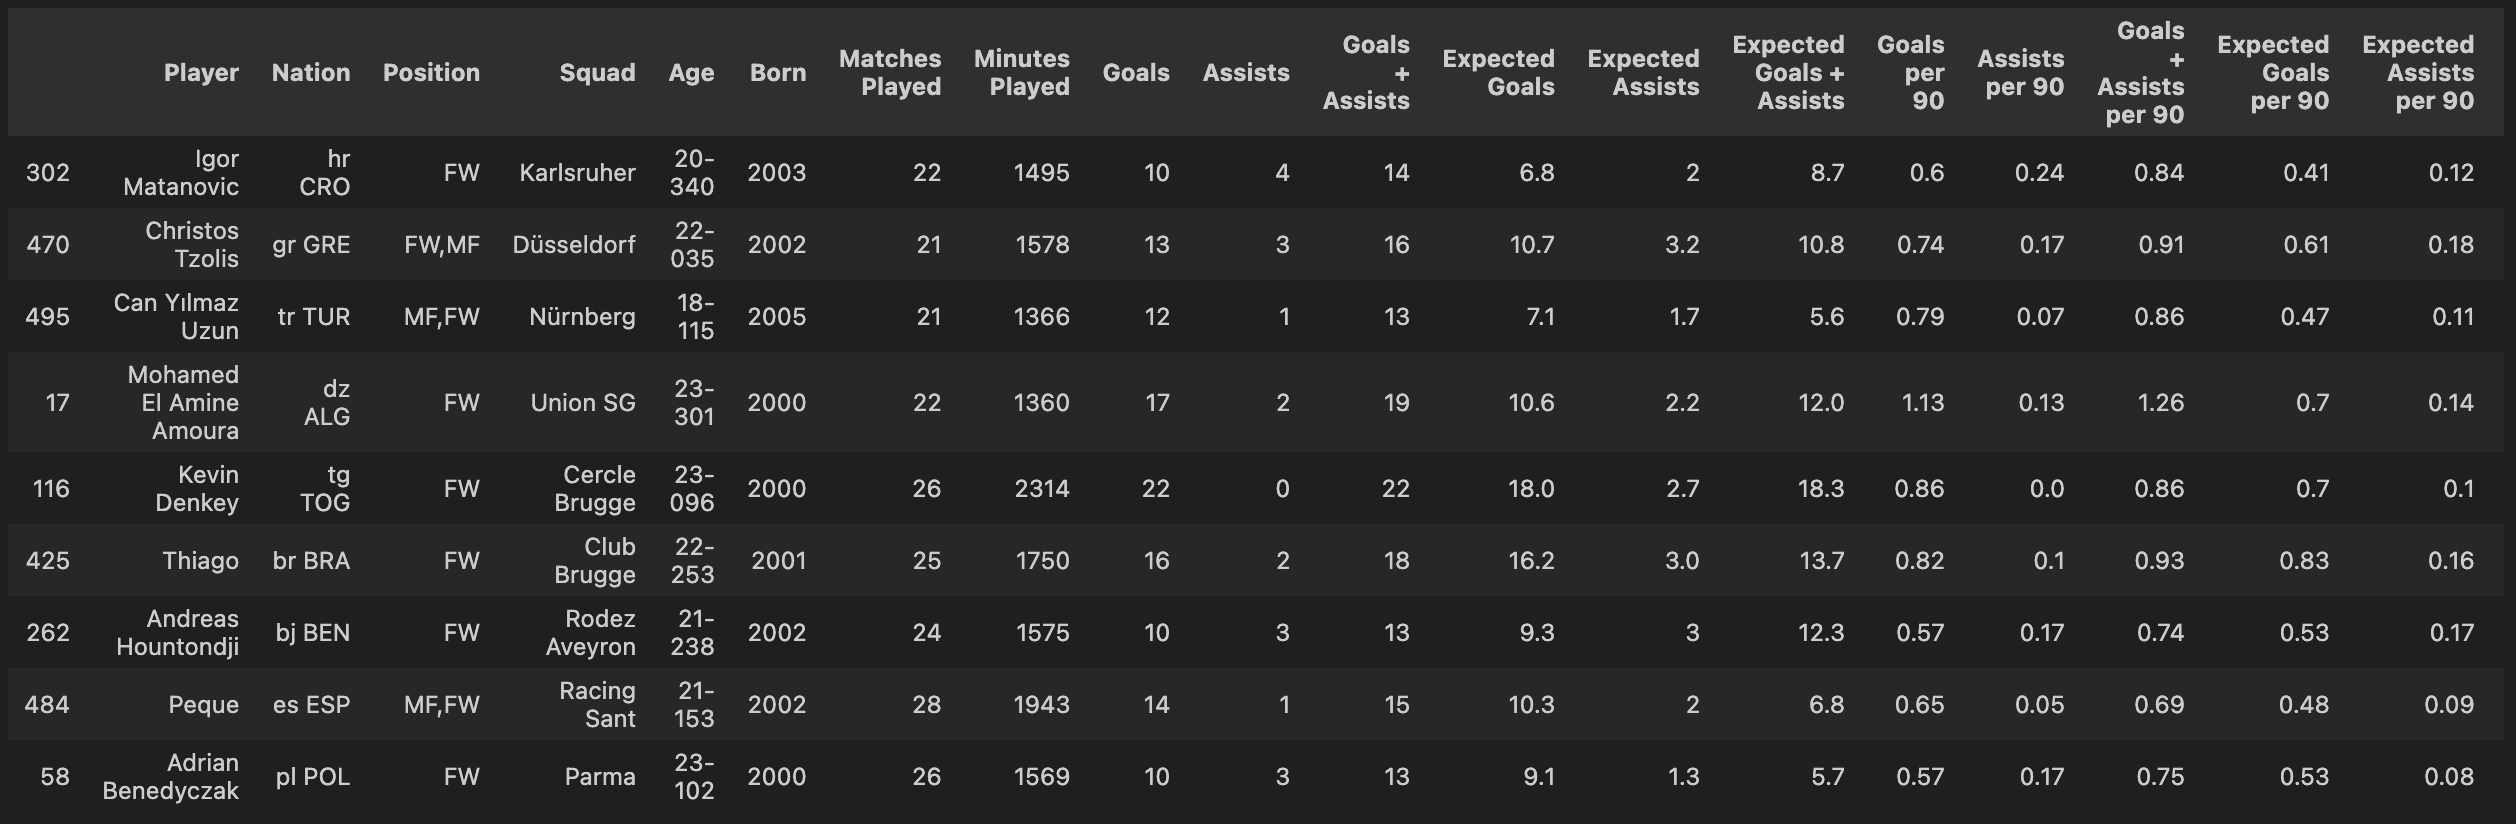 Player Nation Position Squad Age Born Matches Played Minutes Played Goals Assists Goals + Assists Expected Goals Expected Assists Expected Goals + Assists Goals per 90 Assists per 90 Goals + Assists per 90 Expected Goals per 90 Expected Assists per 90
302 Igor Matanovic hr CRO FW Karlsruher 20-340 2003 22 1495 10 4 14 6.8 2 8.7 0.6 0.24 0.84 0.41 0.12
470 Christos Tzolis gr GRE FW,MF Düsseldorf 22-035 2002 21 1578 13 3 16 10.7 3.2 10.8 0.74 0.17 0.91 0.61 0.18
495 Can Yılmaz Uzun tr TUR MF,FW Nürnberg 18-115 2005 21 1366 12 1 13 7.1 1.7 5.6 0.79 0.07 0.86 0.47 0.11
17 Mohamed El Amine Amoura dz ALG FW Union SG 23-301 2000 22 1360 17 2 19 10.6 2.2 12.0 1.13 0.13 1.26 0.7 0.14
116 Kevin Denkey tg TOG FW Cercle Brugge 23-096 2000 26 2314 22 0 22 18.0 2.7 18.3 0.86 0.0 0.86 0.7 0.1
425 Thiago br BRA FW Club Brugge 22-253 2001 25 1750 16 2 18 16.2 3.0 13.7 0.82 0.1 0.93 0.83 0.16
262 Andreas Hountondji bj BEN FW Rodez Aveyron 21-238 2002 24 1575 10 3 13 9.3 3 12.3 0.57 0.17 0.74 0.53 0.17
484 Peque es ESP MF,FW Racing Sant 21-153 2002 28 1943 14 1 15 10.3 2 6.8 0.65 0.05 0.69 0.48 0.09
58 Adrian Benedyczak pl POL FW Parma 23-102 2000 26 1569 10 3 13 9.1 1.3 5.7 0.57 0.17 0.75 0.53 0.08